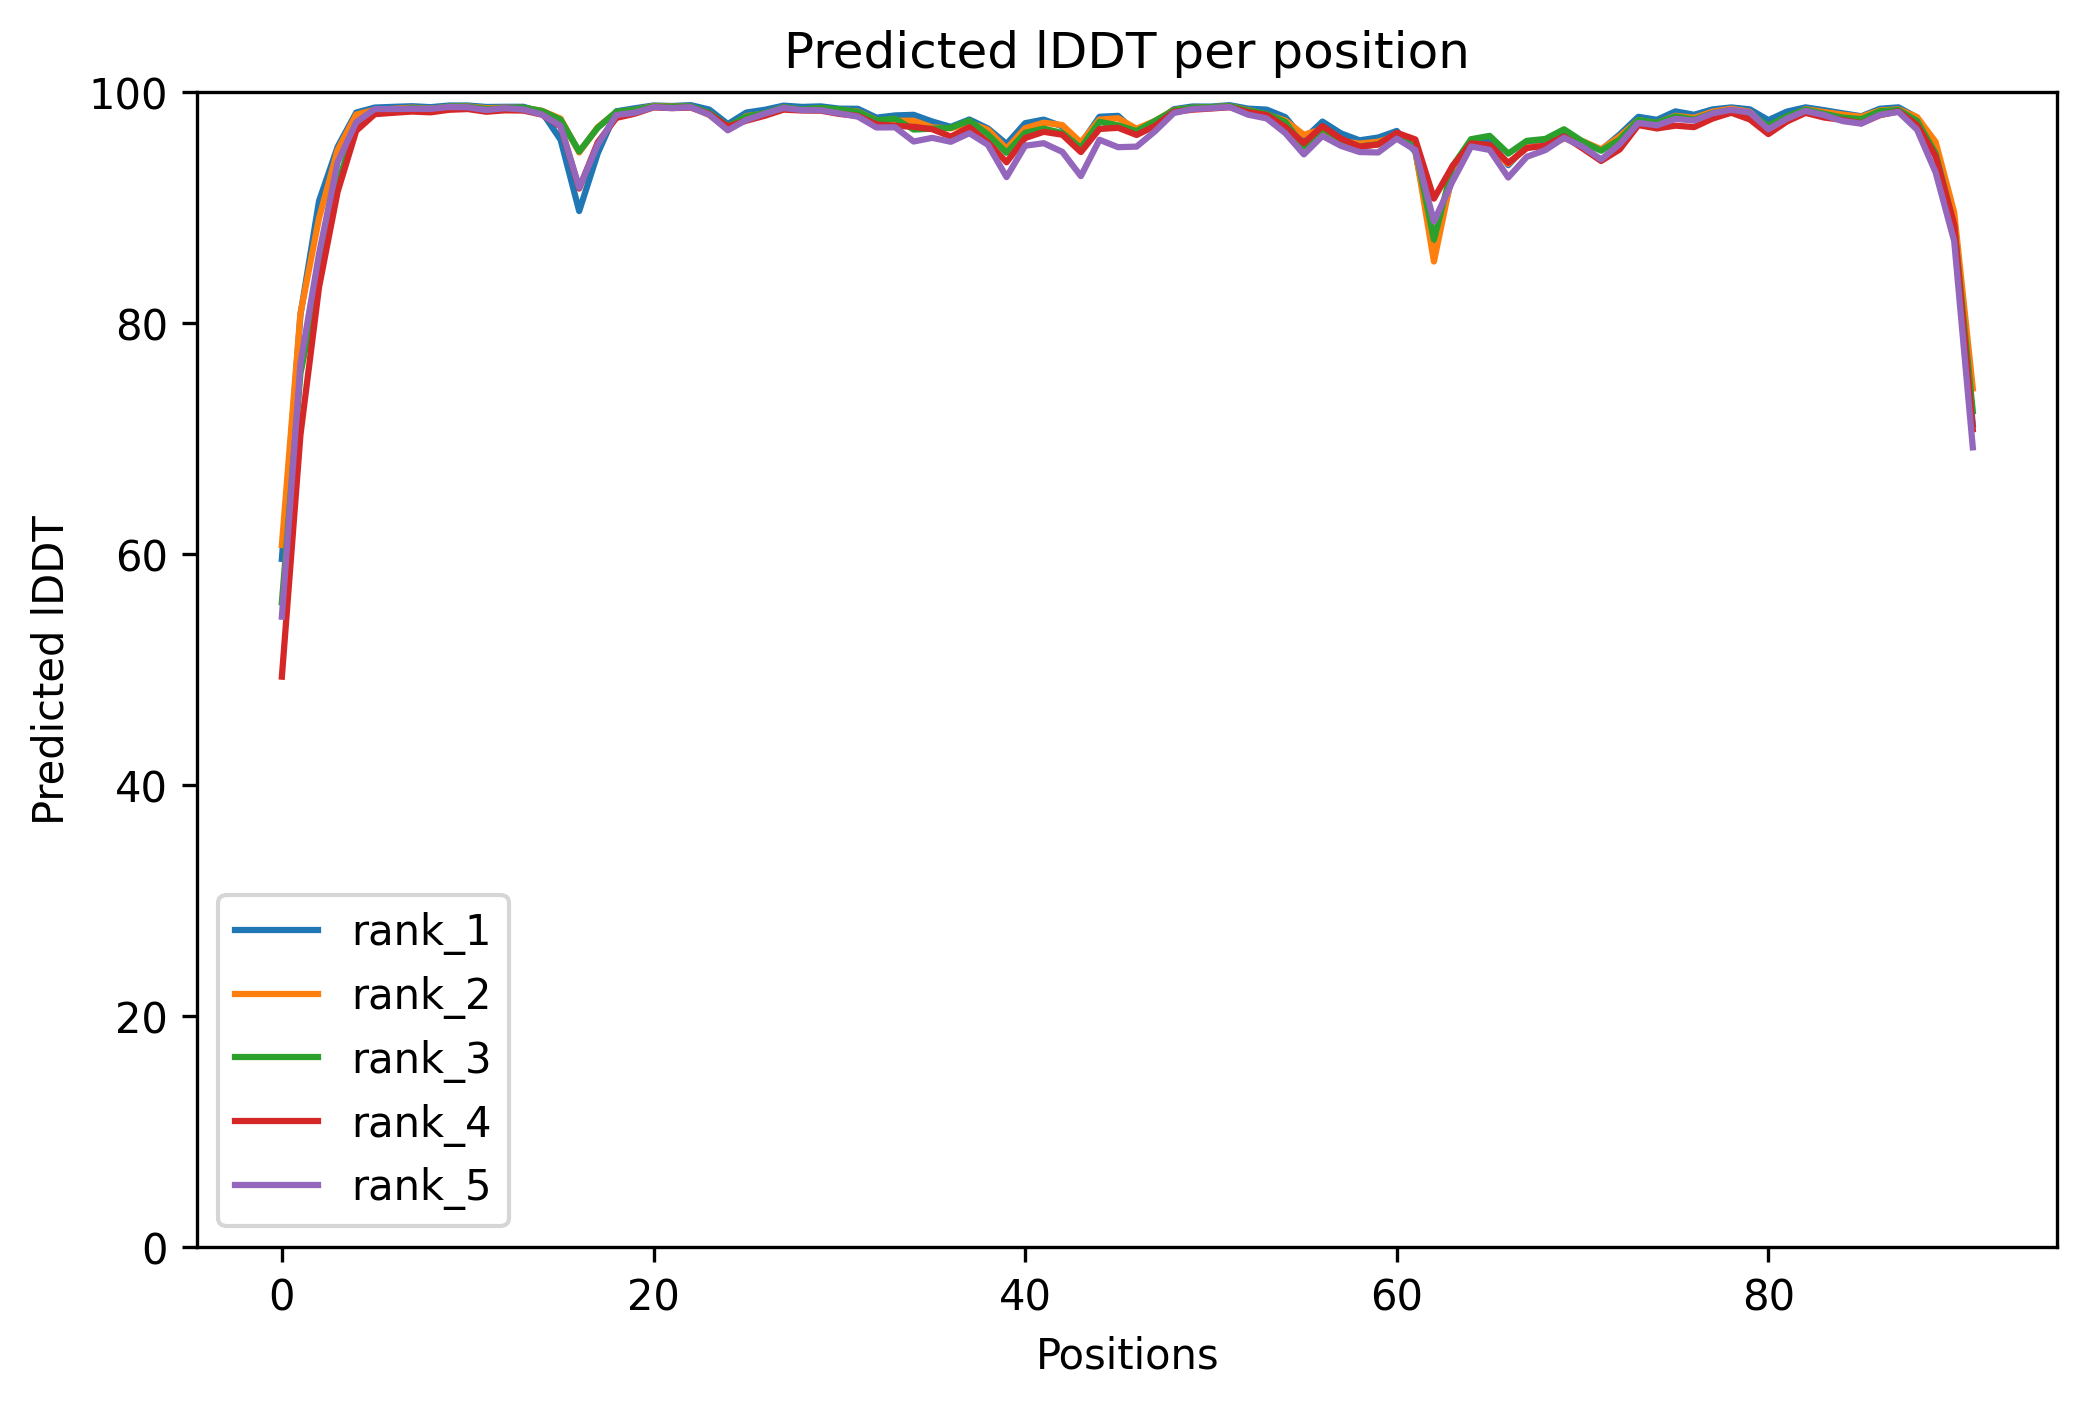 Predicted lDDT per position
100
80
60
40
20
0
Predicted lDDT
rank_1
rank_2
rank_3
rank_4
rank_5
0 20 40 60 80
Positions